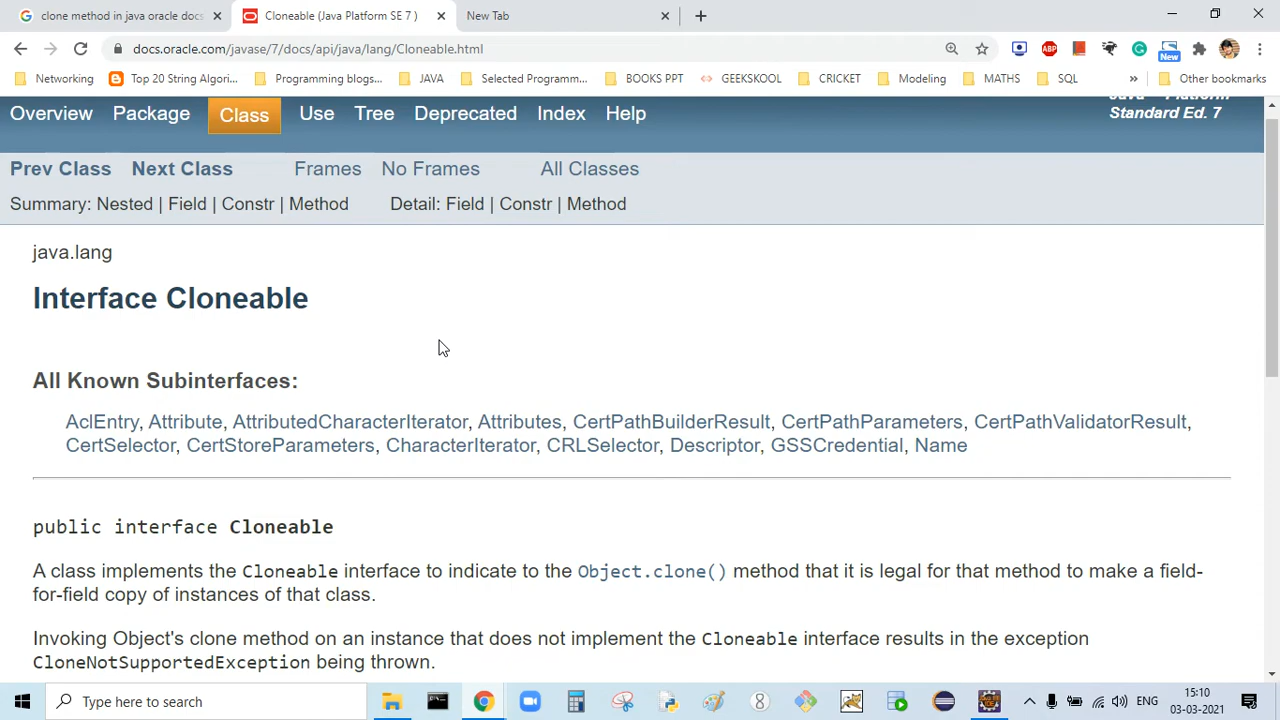 clone method in java oracle docs
Cloneable (Java Platform SE 7 )
New Tab
docs.oracle.com/javase/7/docs/api/java/lang/Cloneable.html
ABP
New
Networking
Top 20 String Algori...
Programming blogs...
JAVA
Selected Programm...
BOOKS PPT
GEEKSKOOL
CRICKET
Modeling
MATHS
SQL
»
Other bookmarks
Overview Package Class Use Tree Deprecated Index Help
Java™ Platform
Standard Ed. 7
Prev Class Next Class Frames No Frames All Classes
Summary: Nested | Field | Constr | Method Detail: Field | Constr | Method
java.lang
Interface Cloneable
All Known Subinterfaces:
AclEntry, Attribute, AttributedCharacterIterator, Attributes, CertPathBuilderResult, CertPathParameters, CertPathValidatorResult,
CertSelector, CertStoreParameters, CharacterIterator, CRLSelector, Descriptor, GSSCredential, Name
public interface Cloneable
A class implements the Cloneable interface to indicate to the Object.clone() method that it is legal for that method to make a field-
for-field copy of instances of that class.
Invoking Object's clone method on an instance that does not implement the Cloneable interface results in the exception
CloneNotSupportedException being thrown.
Type here to search
ENG
15:10
03-03-2021